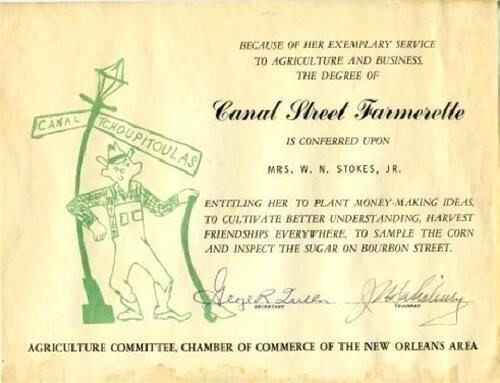 BECAUSE OF HER EXEMPLARY SERVICE
TO AGRICULTURE AND BUSINESS,
THE DEGREE OF
Canal Street Farmerette
IS CONFERRED UPON
MRS. W. N. STOKES, JR.
ENTITLING HER TO PLANT MONEY-MAKING IDEAS,
TO CULTIVATE BETTER UNDERSTANDING, HARVEST
FRIENDSHIPS EVERYWHERE, TO SAMPLE THE CORN
AND INSPECT THE SUGAR ON BOURBON STREET.
CANAL
TCHOUPITOULAS
George R.
SECRETARY
CHAIRMAN
AGRICULTURE COMMITTEE, CHAMBER OF COMMERCE OF THE NEW ORLEANS AREA